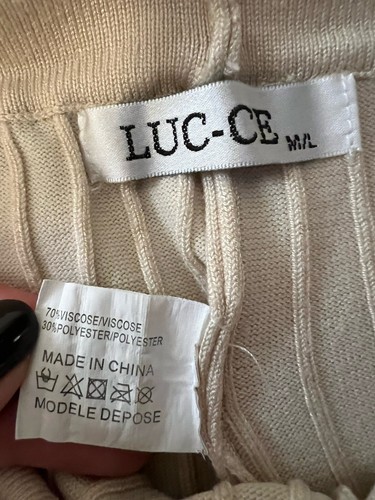 LUC-CE M/L
70%VISCOSE/VISCOSE
30%POLYESTER/POLYESTER
MADE IN CHINA
MODELE DEPOSE